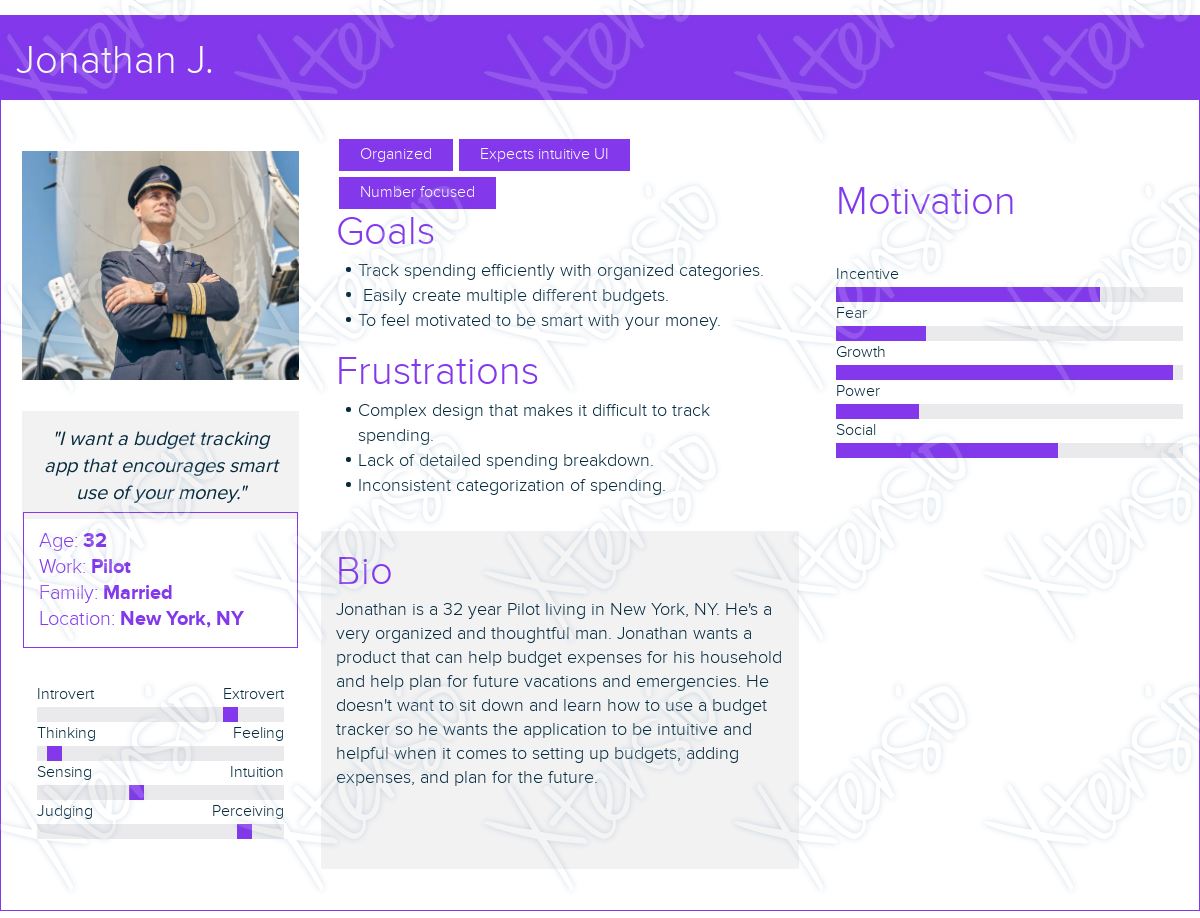 Jonathan J.
"I want a budget tracking
app that encourages smart
use of your money."
Age: 32
Work: Pilot
Family: Married
Location: New York, NY
Introvert Extrovert
Thinking Feeling
Sensing Intuition
Judging Perceiving
Organized Expects intuitive UI
Number focused
Goals
• Track spending efficiently with organized categories.
• Easily create multiple different budgets.
• To feel motivated to be smart with your money.
Frustrations
• Complex design that makes it difficult to track
spending.
• Lack of detailed spending breakdown.
• Inconsistent categorization of spending.
Bio
Jonathan is a 32 year Pilot living in New York, NY. He's a
very organized and thoughtful man. Jonathan wants a
product that can help budget expenses for his household
and help plan for future vacations and emergencies. He
doesn't want to sit down and learn how to use a budget
tracker so he wants the application to be intuitive and
helpful when it comes to setting up budgets, adding
expenses, and plan for the future.
Motivation
Incentive
Fear
Growth
Power
Social
Xtensio